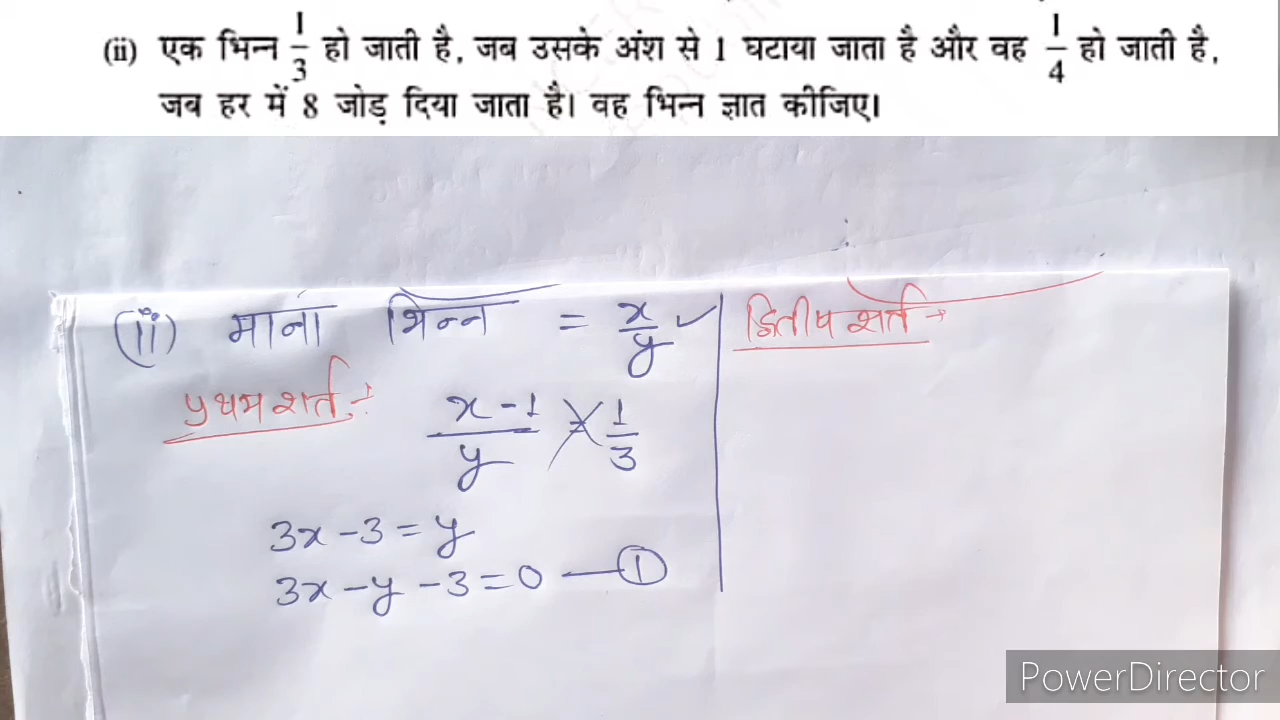 (ii) एक भिन्न 1/3 हो जाती है, जब उसके अंश से 1 घटाया जाता है और वह 1/4 हो जाती है,
जब हर में 8 जोड़ दिया जाता है। वह भिन्न ज्ञात कीजिए।
(ii) माना भिन्न = x/y ✓
प्रथम शर्त :-
(x-1)/y = 1/3
3x - 3 = y
3x - y - 3 = 0 — ①
द्वितीय शर्त →
PowerDirector